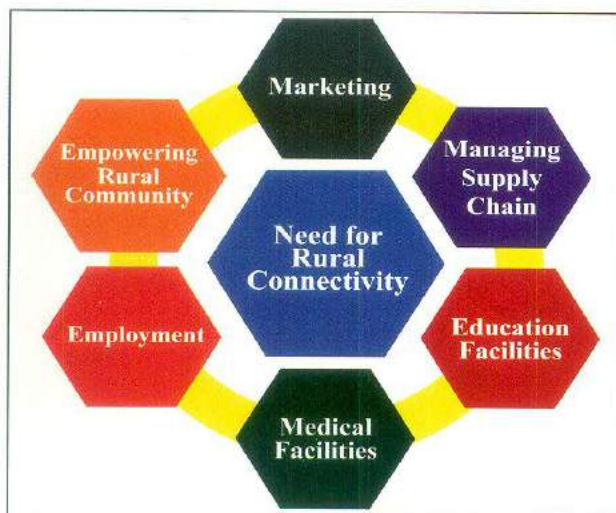 Marketing
Managing
Supply
Chain
Education
Facilities
Medical
Facilities
Employment
Empowering
Rural
Community
Need for
Rural
Connectivity